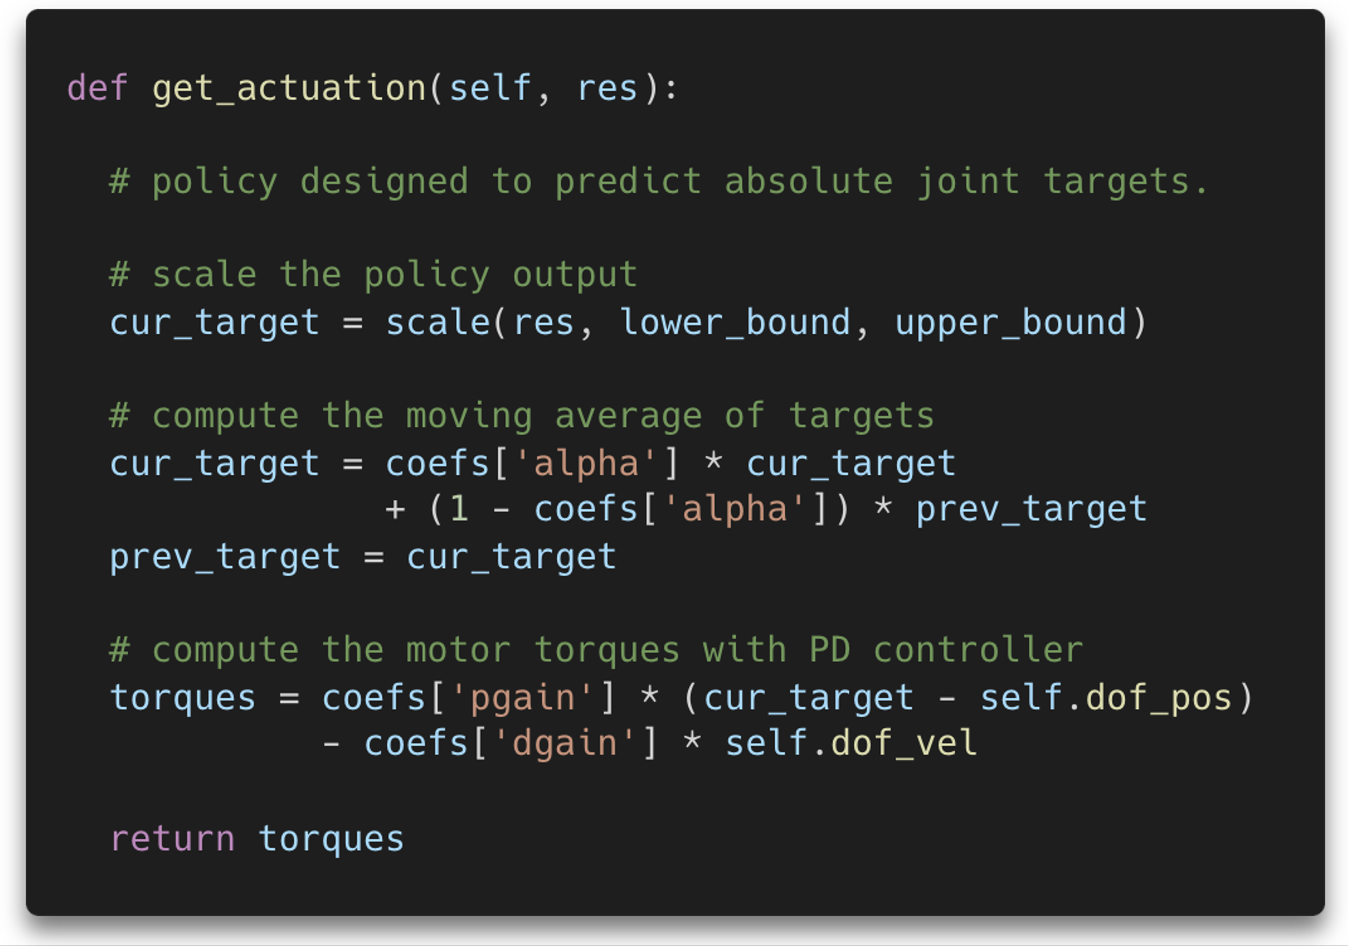 def get_actuation(self, res):
# policy designed to predict absolute joint targets.
# scale the policy output
cur_target = scale(res, lower_bound, upper_bound)
# compute the moving average of targets
cur_target = coefs['alpha'] * cur_target
+ (1 - coefs['alpha']) * prev_target
prev_target = cur_target
# compute the motor torques with PD controller
torques = coefs['pgain'] * (cur_target - self.dof_pos)
- coefs['dgain'] * self.dof_vel
return torques